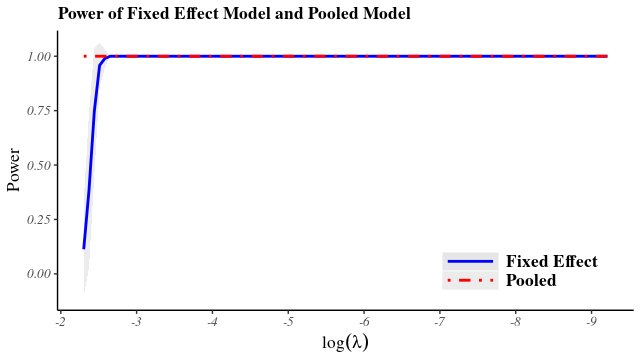 Power of Fixed Effect Model and Pooled Model
Power
1.00
0.75
0.50
0.25
0.00
Fixed Effect
Pooled
-2 -3 -4 -5 -6 -7 -8 -9
log(λ)